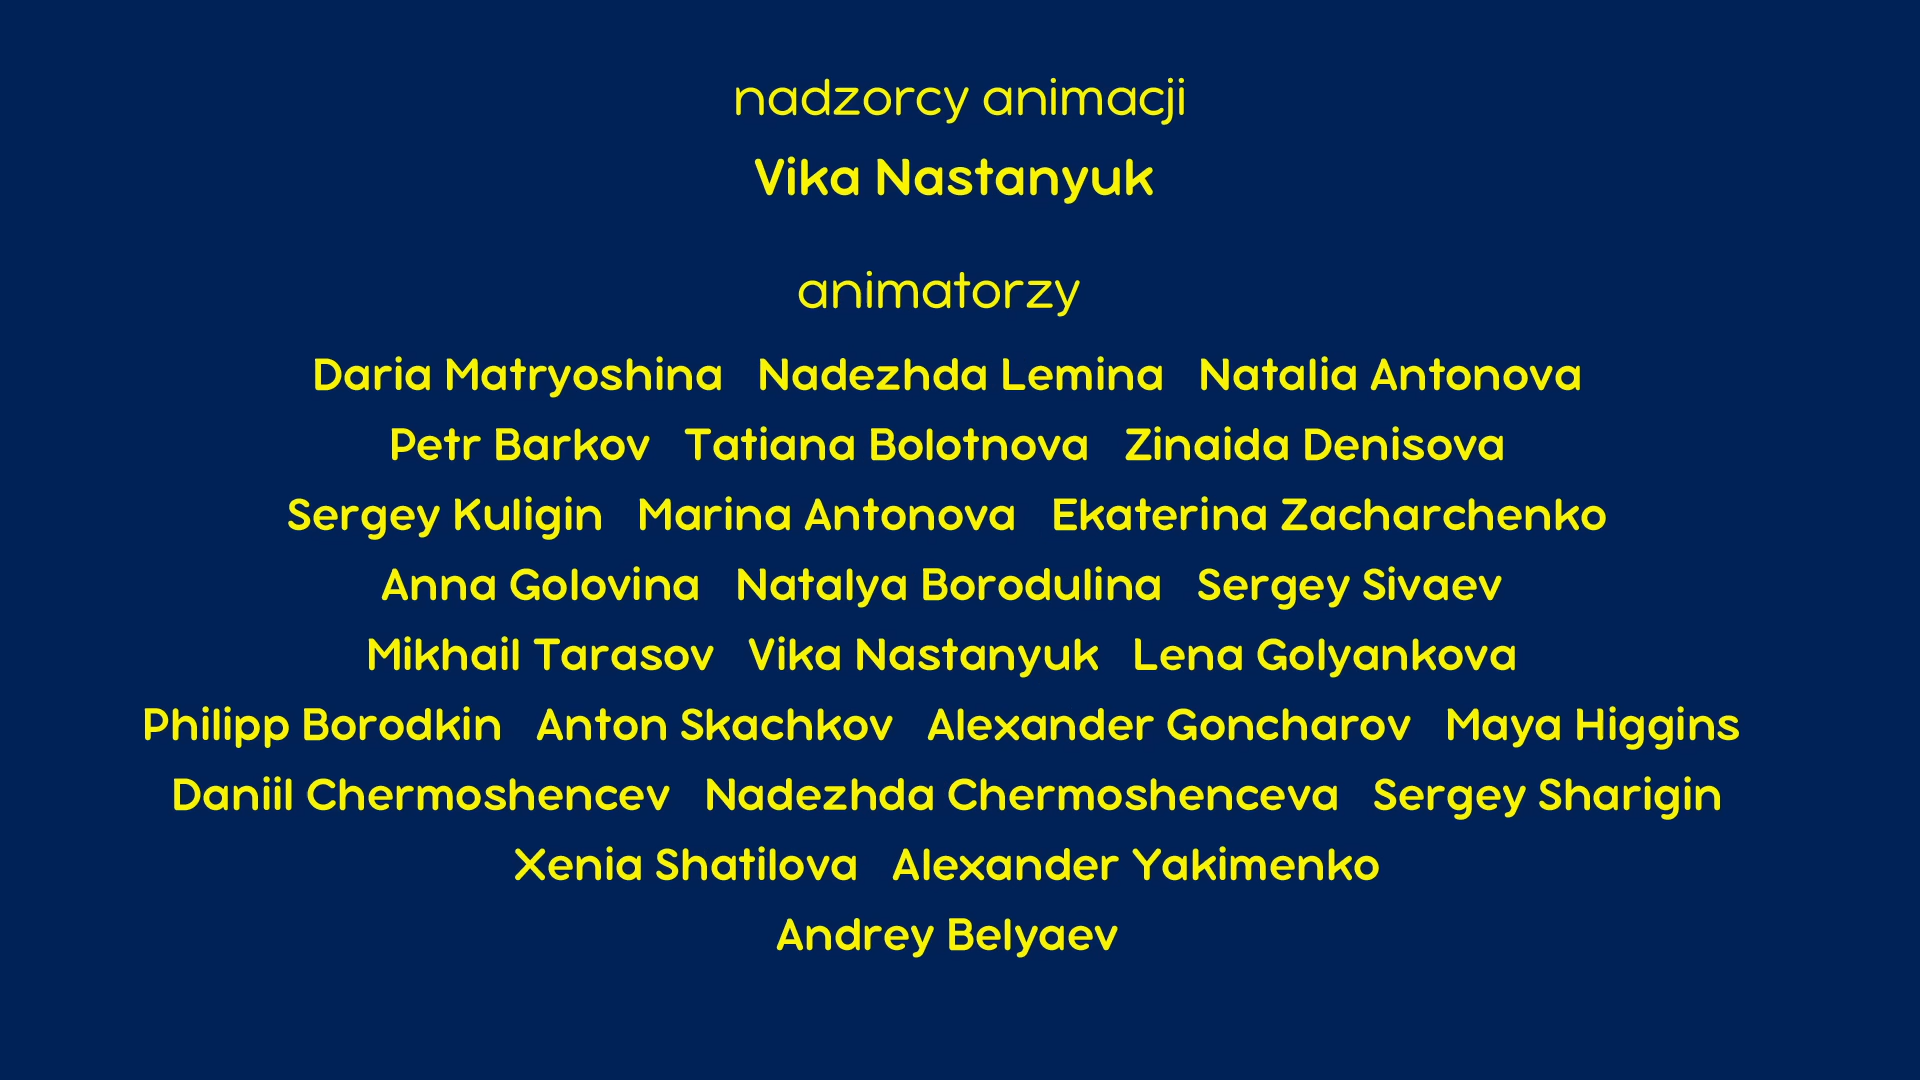 nadzorcy animacji
Vika Nastanyuk
animatorzy
Daria Matryoshina Nadezhda Lemina Natalia Antonova
Petr Barkov Tatiana Bolotnova Zinaida Denisova
Sergey Kuligin Marina Antonova Ekaterina Zacharchenko
Anna Golovina Natalya Borodulina Sergey Sivaev
Mikhail Tarasov Vika Nastanyuk Lena Golyankova
Philipp Borodkin Anton Skachkov Alexander Goncharov Maya Higgins
Daniil Chermoshencev Nadezhda Chermoshenceva Sergey Sharigin
Xenia Shatilova Alexander Yakimenko
Andrey Belyaev